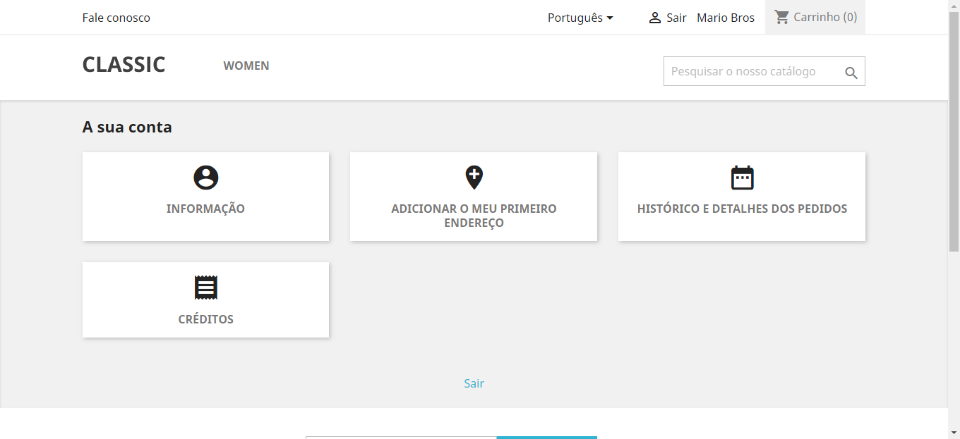 Fale conosco
Português
Sair
Mario Bros
Carrinho (0)
CLASSIC
WOMEN
Pesquisar o nosso catálogo
A sua conta
INFORMAÇÃO
ADICIONAR O MEU PRIMEIRO
ENDEREÇO
HISTÓRICO E DETALHES DOS PEDIDOS
CRÉDITOS
Sair